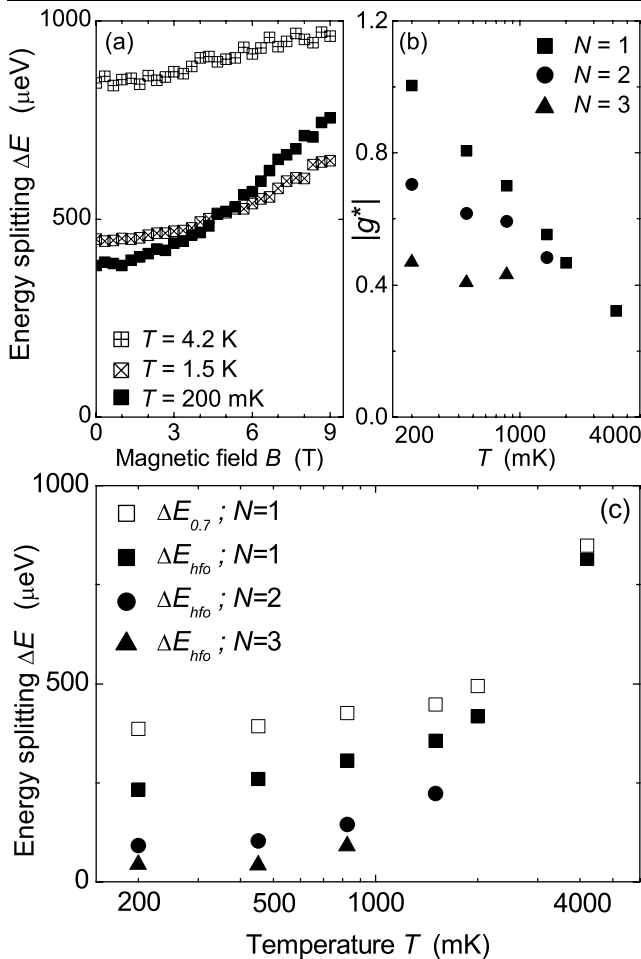 1000
500
0
Energy splitting ΔE (μeV)
(a)
T = 4.2 K
T = 1.5 K
T = 200 mK
0 3 6 9
Magnetic field B (T)
1.2
0.8
0.4
0.0
|g*|
(b)
N = 1
N = 2
N = 3
200 1000 4000
T (mK)
1000
500
0
Energy splitting ΔE (μeV)
(c)
ΔE0.7 ; N=1
ΔEhfo ; N=1
ΔEhfo ; N=2
ΔEhfo ; N=3
200 500 1000 4000
Temperature T (mK)